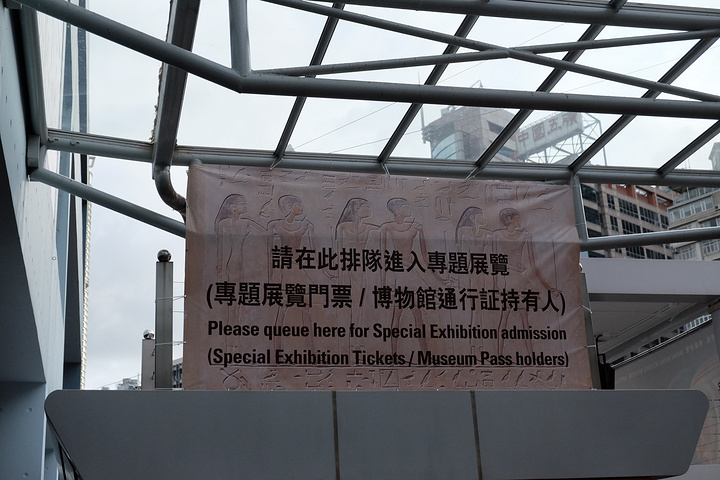 請在此排隊進入專題展覽
(專題展覽門票 / 博物館通行証持有人)
Please queue here for Special Exhibition admission
(Special Exhibition Tickets / Museum Pass holders)